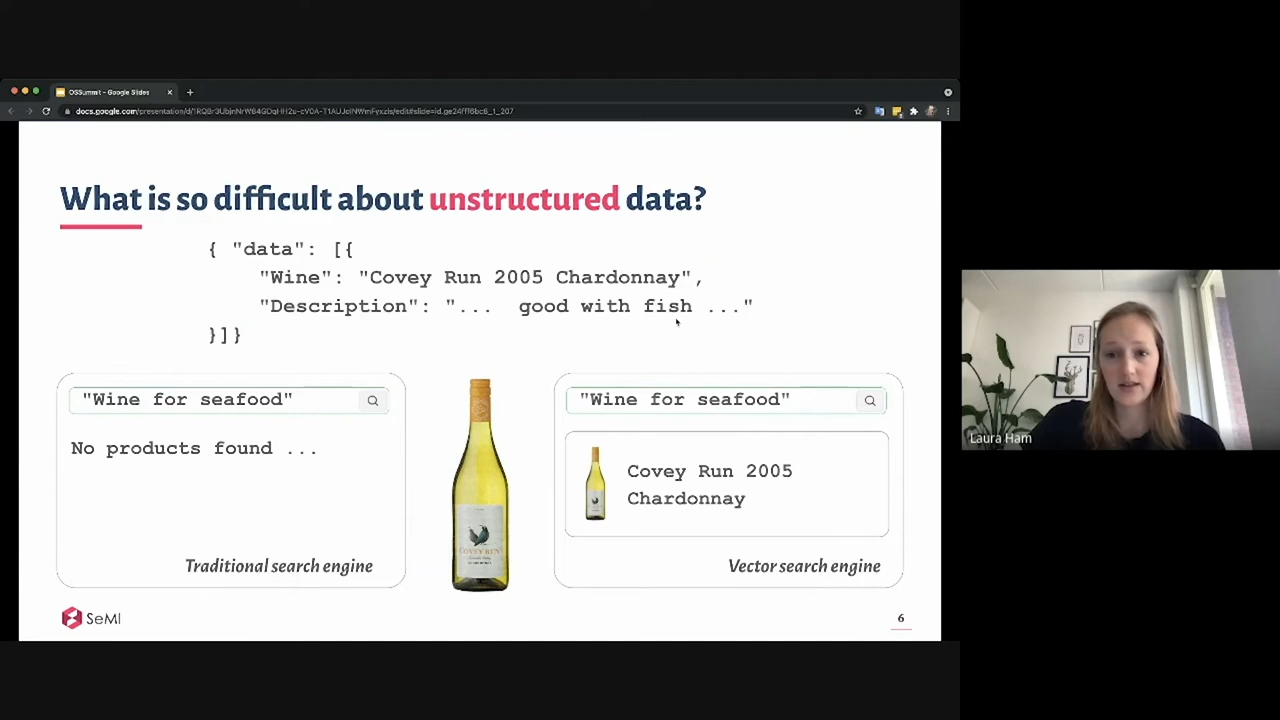 OSSummit - Google Slides
What is so difficult about unstructured data?
{ "data": [{
"Wine": "Covey Run 2005 Chardonnay",
"Description": "... good with fish ..."
}]}
"Wine for seafood"
No products found ...
Traditional search engine
COVEY RUN
"Wine for seafood"
Covey Run 2005
Chardonnay
Vector search engine
SeMI
6
Laura Ham